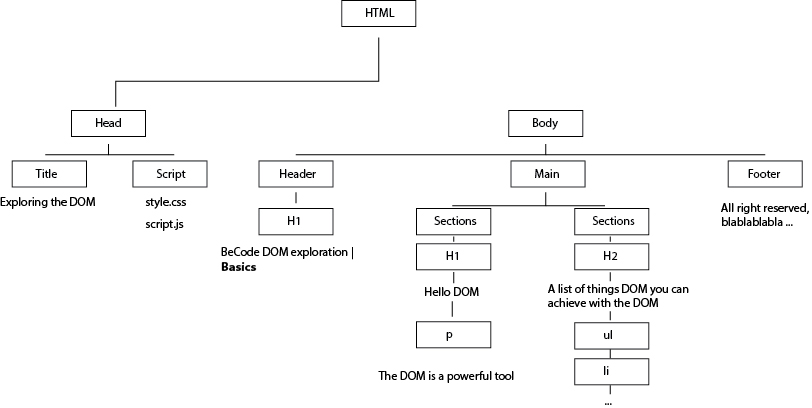 HTML
Head
Body
Title
Script
Header
Main
Footer
Exploring the DOM
style.css
script.js
H1
BeCode DOM exploration |
Basics
Sections
Sections
All right reserved,
blablablabla ...
H1
H2
Hello DOM
A list of things DOM you can
achieve with the DOM
p
ul
The DOM is a powerful tool
li
...